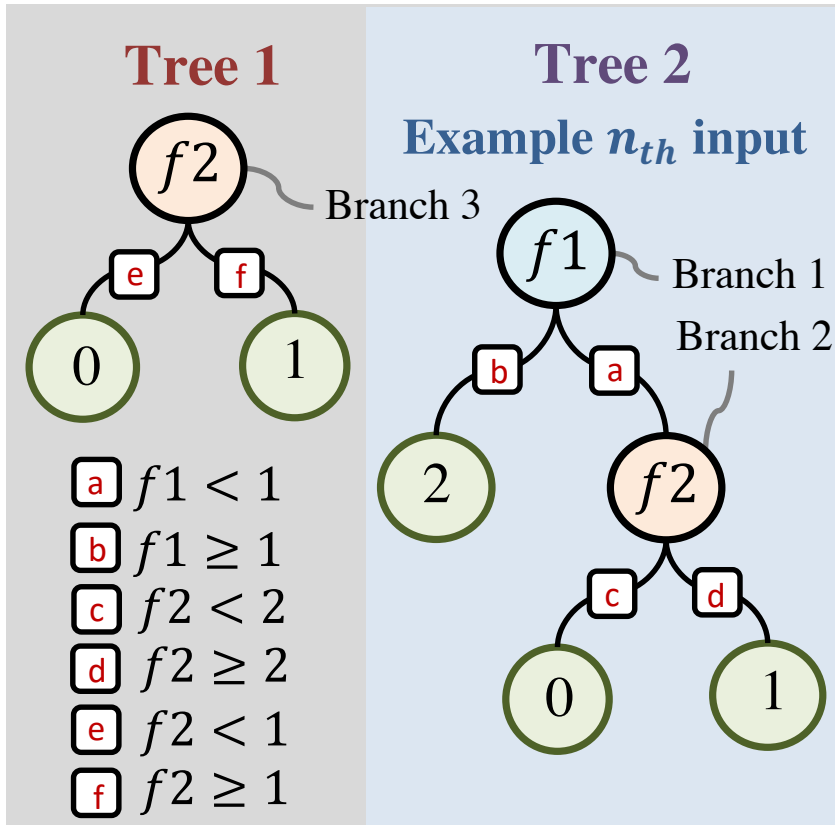 Tree 1
f2
Branch 3
e
f
0
1
a f1 < 1
b f1 ≥ 1
c f2 < 2
d f2 ≥ 2
e f2 < 1
f f2 ≥ 1
Tree 2
Example n_th input
f1
Branch 1
Branch 2
b
a
2
f2
c
d
0
1